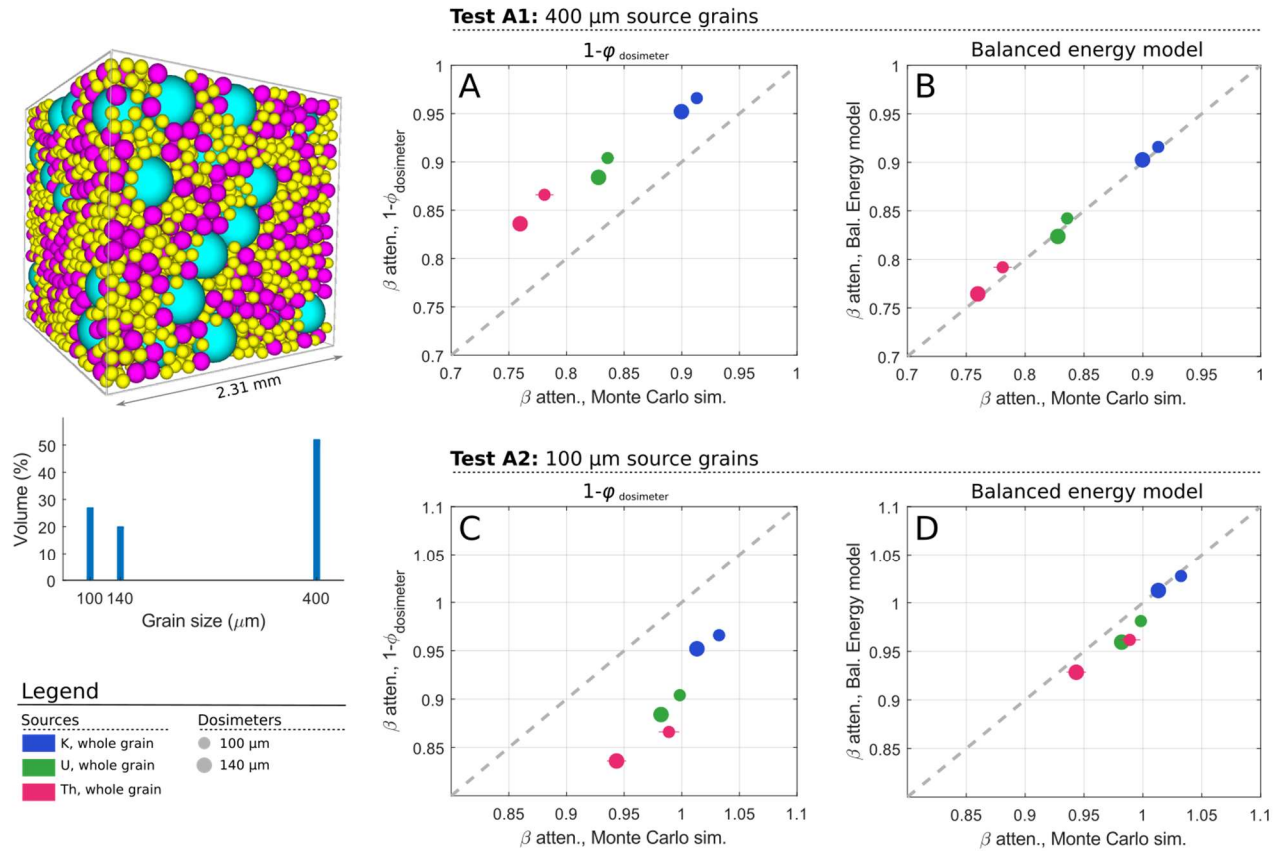 Test A1: 400 µm source grains
1-φ dosimeter
Balanced energy model
A
B
1
0.95
0.9
0.85
0.8
0.75
0.7
β atten., 1-ϕdosimeter
0.7
0.75
0.8
0.85
0.9
0.95
1
β atten., Monte Carlo sim.
1
0.95
0.9
0.85
0.8
0.75
0.7
β atten., Bal. Energy model
0.7
0.75
0.8
0.85
0.9
0.95
1
β atten., Monte Carlo sim.
2.31 mm
Volume (%)
50
40
30
20
10
0
100
140
400
Grain size (μm)
Test A2: 100 µm source grains
1-φ dosimeter
Balanced energy model
C
D
1.1
1.05
1
0.95
0.9
0.85
β atten., 1-ϕdosimeter
0.85
0.9
0.95
1
1.05
1.1
β atten., Monte Carlo sim.
1.1
1.05
1
0.95
0.9
0.85
β atten., Bal. Energy model
0.85
0.9
0.95
1
1.05
1.1
β atten., Monte Carlo sim.
Legend
Sources
K, whole grain
U, whole grain
Th, whole grain
Dosimeters
100 µm
140 µm